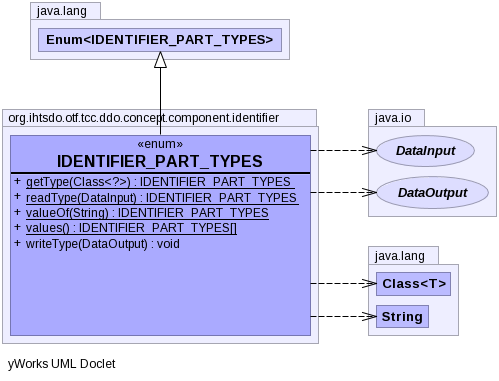 java.lang
Enum<IDENTIFIER_PART_TYPES>
org.ihtsdo.otf.tcc.ddo.concept.component.identifier
«enum»
IDENTIFIER_PART_TYPES
+ getType(Class<?>) : IDENTIFIER_PART_TYPES
+ readType(DataInput) : IDENTIFIER_PART_TYPES
+ valueOf(String) : IDENTIFIER_PART_TYPES
+ values() : IDENTIFIER_PART_TYPES[]
+ writeType(DataOutput) : void
java.io
DataInput
DataOutput
java.lang
Class<T>
String
yWorks UML Doclet